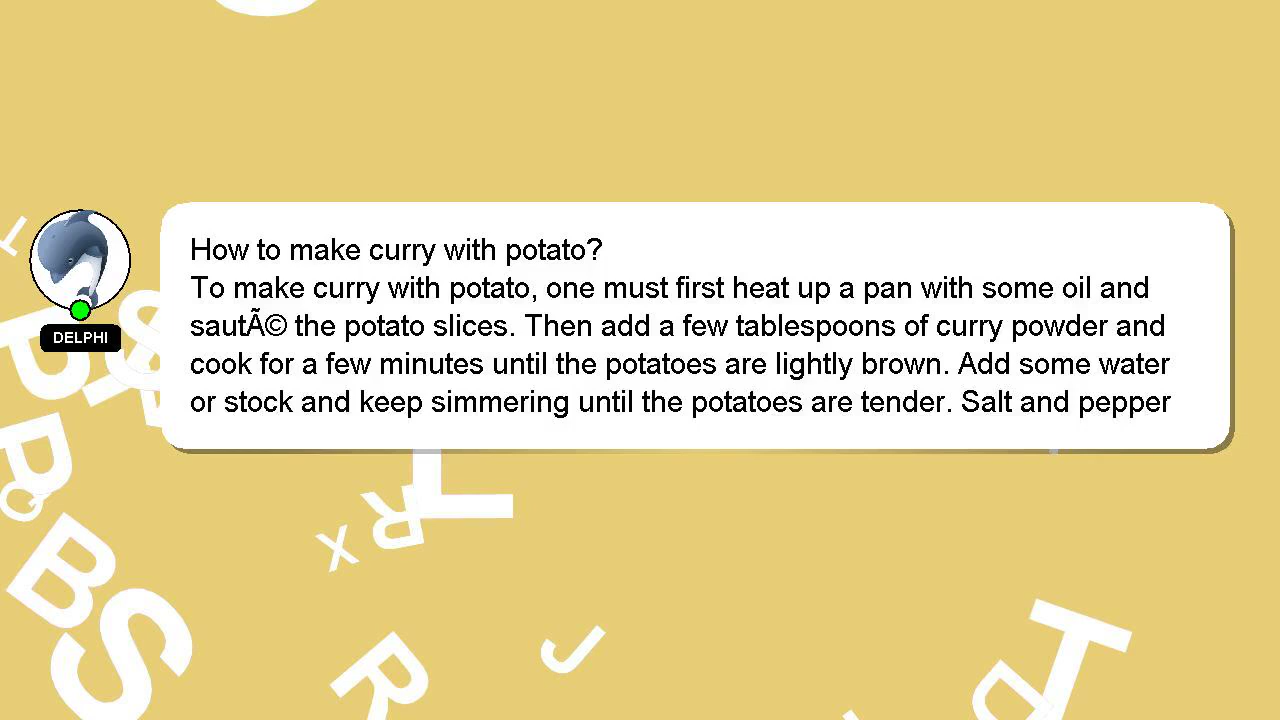 How to make curry with potato?
To make curry with potato, one must first heat up a pan with some oil and
sautÃ© the potato slices. Then add a few tablespoons of curry powder and
cook for a few minutes until the potatoes are lightly brown. Add some water
or stock and keep simmering until the potatoes are tender. Salt and pepper
DELPHI
T
S
P
R
Q
B
S
X
R
R
J
D